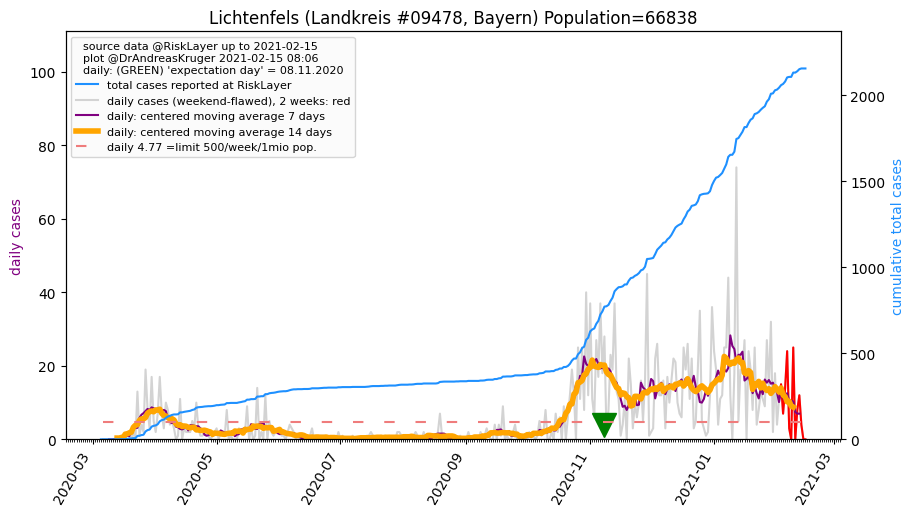 Lichtenfels (Landkreis #09478, Bayern) Population=66838
source data @RiskLayer up to 2021-02-15
plot @DrAndreasKruger 2021-02-15 08:06
daily: (GREEN) 'expectation day' = 08.11.2020
total cases reported at RiskLayer
daily cases (weekend-flawed), 2 weeks: red
daily: centered moving average 7 days
daily: centered moving average 14 days
daily 4.77 =limit 500/week/1mio pop.
daily cases
100
80
60
40
20
0
cumulative total cases
2000
1500
1000
500
0
2020-03
2020-05
2020-07
2020-09
2020-11
2021-01
2021-03